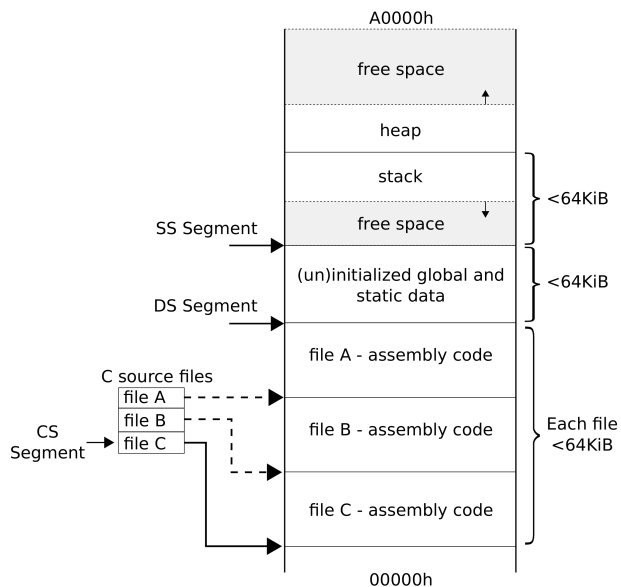 A0000h
free space
heap
stack
<64KiB
free space
SS Segment
(un)initialized global and
static data
<64KiB
DS Segment
file A - assembly code
C source files
file A
file B
file C
CS
Segment
file B - assembly code
Each file
<64KiB
file C - assembly code
00000h